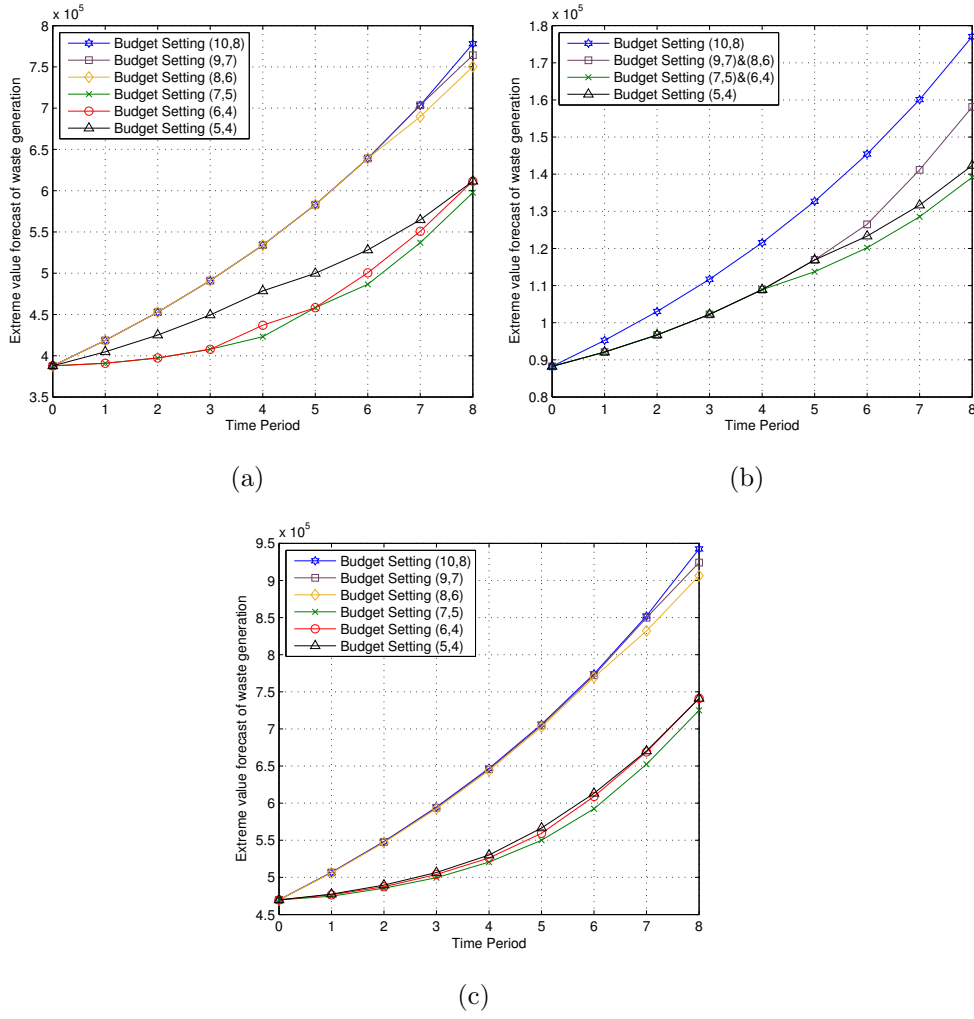 x 10^5
8
7.5
7
6.5
6
5.5
5
4.5
4
3.5
0 1 2 3 4 5 6 7 8
Time Period
Extreme value forecast of waste generation
Budget Setting (10,8)
Budget Setting (9,7)
Budget Setting (8,6)
Budget Setting (7,5)
Budget Setting (6,4)
Budget Setting (5,4)
(a)
x 10^5
1.8
1.7
1.6
1.5
1.4
1.3
1.2
1.1
1
0.9
0.8
0 1 2 3 4 5 6 7 8
Time Period
Extreme value forecast of waste generation
Budget Setting (10,8)
Budget Setting (9,7)&(8,6)
Budget Setting (7,5)&(6,4)
Budget Setting (5,4)
(b)
x 10^5
9.5
9
8.5
8
7.5
7
6.5
6
5.5
5
4.5
0 1 2 3 4 5 6 7 8
Time Period
Extreme value forecast of waste generation
Budget Setting (10,8)
Budget Setting (9,7)
Budget Setting (8,6)
Budget Setting (7,5)
Budget Setting (6,4)
Budget Setting (5,4)
(c)